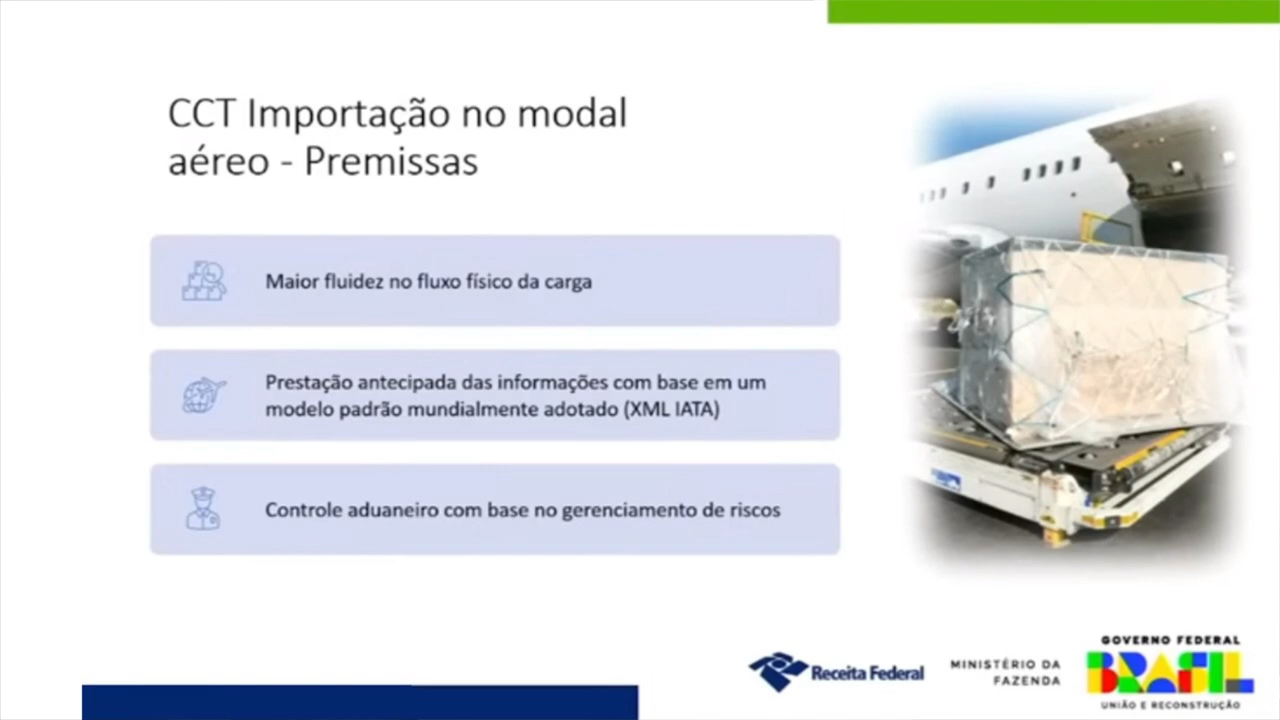 CCT Importação no modal
aéreo - Premissas
Maior fluidez no fluxo físico da carga
Prestação antecipada das informações com base em um
modelo padrão mundialmente adotado (XML IATA)
Controle aduaneiro com base no gerenciamento de riscos
Receita Federal
MINISTÉRIO DA
FAZENDA
GOVERNO FEDERAL
BRASIL
UNIÃO E RECONSTRUÇÃO